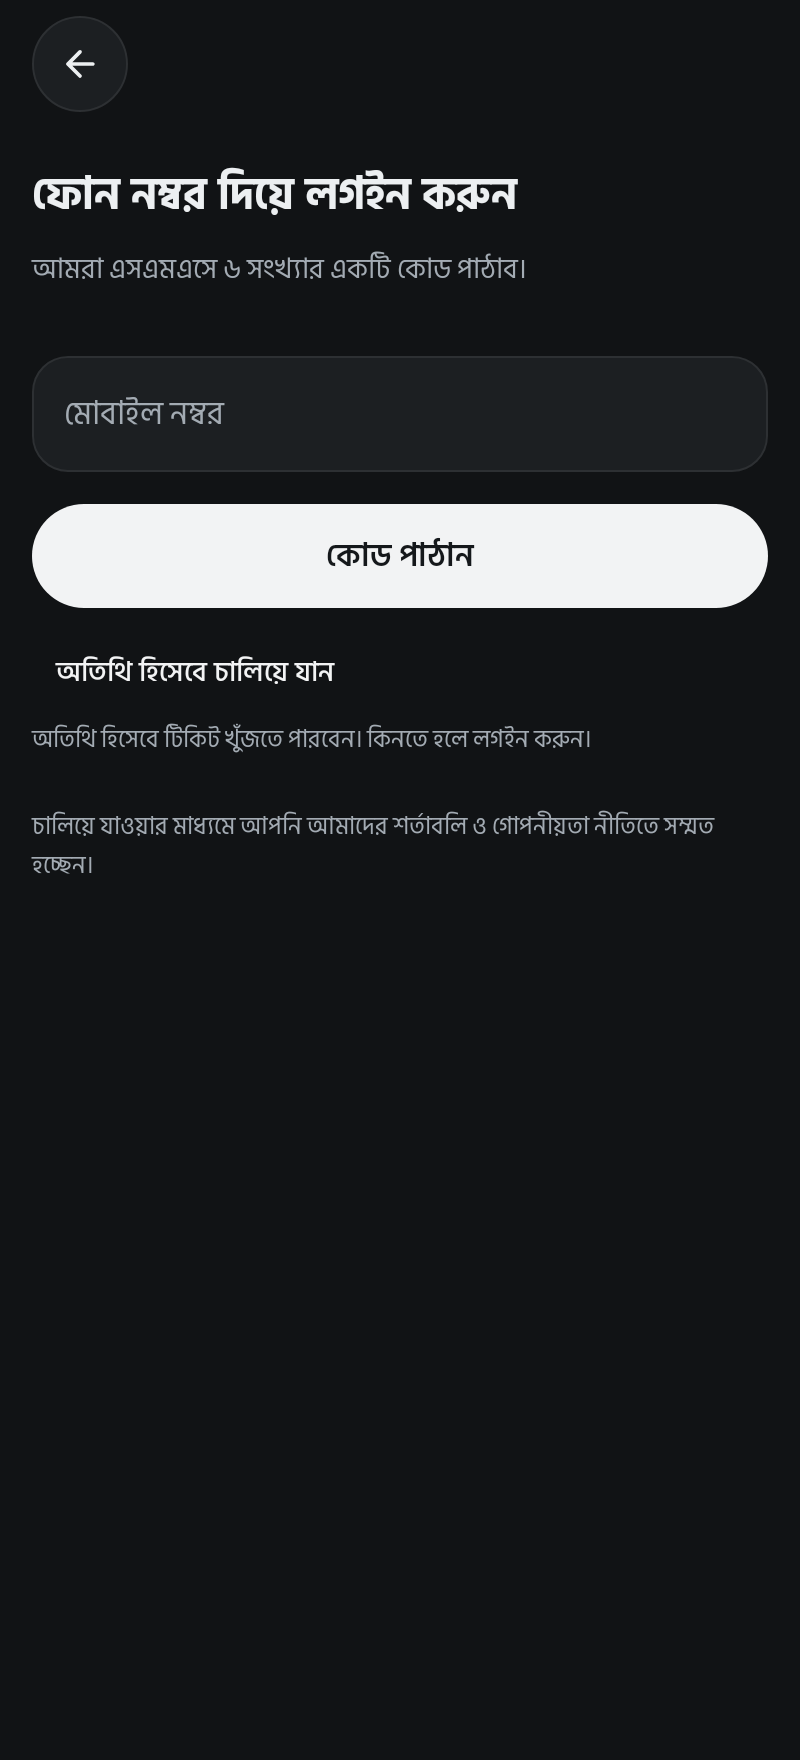 ফোন নম্বর দিয়ে লগইন করুন
আমরা এসএমএসে ৬ সংখ্যার একটি কোড পাঠাব।
মোবাইল নম্বর
কোড পাঠান
অতিথি হিসেবে চালিয়ে যান
অতিথি হিসেবে টিকিট খুঁজতে পারবেন। কিনতে হলে লগইন করুন।
চালিয়ে যাওয়ার মাধ্যমে আপনি আমাদের শর্তাবলি ও গোপনীয়তা নীতিতে সম্মত
হচ্ছেন।